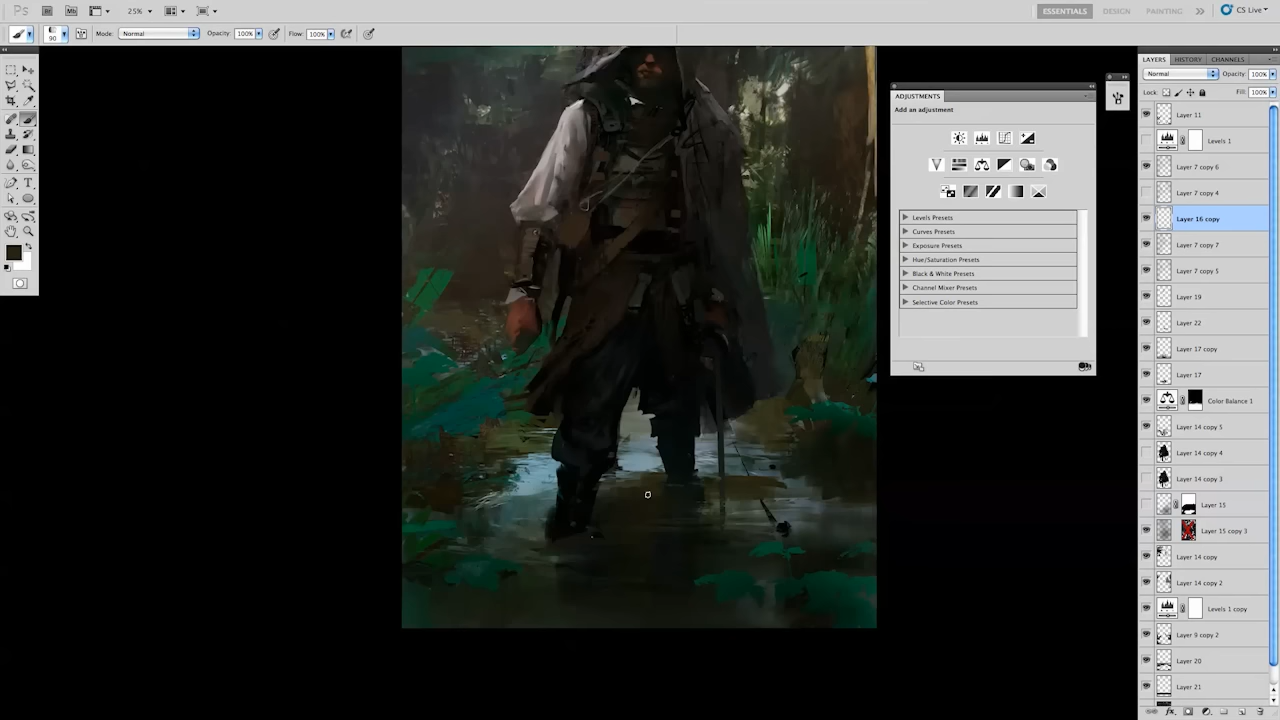 Ps Br Mb 25% ESSENTIALS DESIGN PAINTING CS Live
90 Mode: Normal Opacity: 100% Flow: 100%
LAYERS HISTORY CHANNELS
Normal Opacity: 100%
Lock: Fill: 100%
ADJUSTMENTS
Add an adjustment
Levels Presets
Curves Presets
Exposure Presets
Hue/Saturation Presets
Black & White Presets
Channel Mixer Presets
Selective Color Presets
Layer 11
Levels 1
Layer 7 copy 6
Layer 7 copy 4
Layer 16 copy
Layer 7 copy 7
Layer 7 copy 5
Layer 19
Layer 22
Layer 17 copy
Layer 17
Color Balance 1
Layer 14 copy 5
Layer 14 copy 4
Layer 14 copy 3
Layer 15
Layer 15 copy 3
Layer 14 copy
Layer 14 copy 2
Levels 1 copy
Layer 9 copy 2
Layer 20
Layer 21